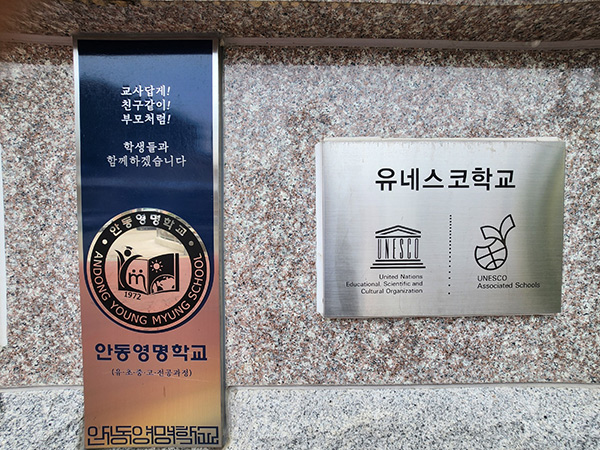 교사답게!
친구같이!
부모처럼!
학생들과
함께하겠습니다
안동영명학교
1972
ANDONG YOUNG MYUNG SCHOOL
안동영명학교
(유·초·중·고·전공과정)
안동영명학교
유네스코학교
UNESCO
United Nations
Educational, Scientific and
Cultural Organization
UNESCO
Associated Schools